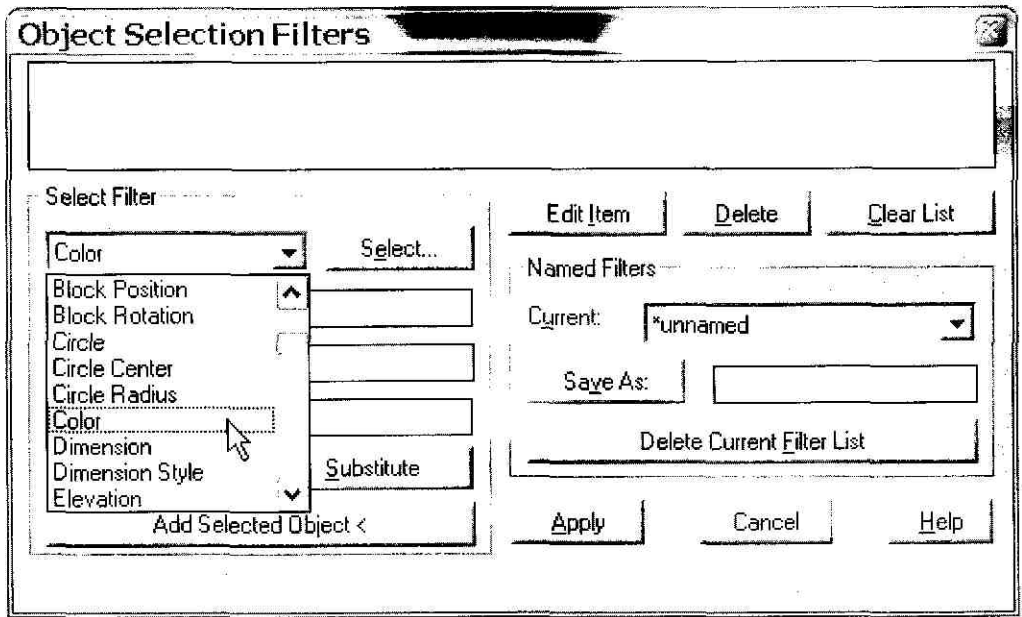 Object Selection Filters
Select Filter
Color
Select...
Block Position
Block Rotation
Circle
Circle Center
Circle Radius
Color
Dimension
Dimension Style
Elevation
Substitute
Add Selected Object <
Edit Item
Delete
Clear List
Named Filters
Current:
*unnamed
Save As:
Delete Current Filter List
Apply
Cancel
Help